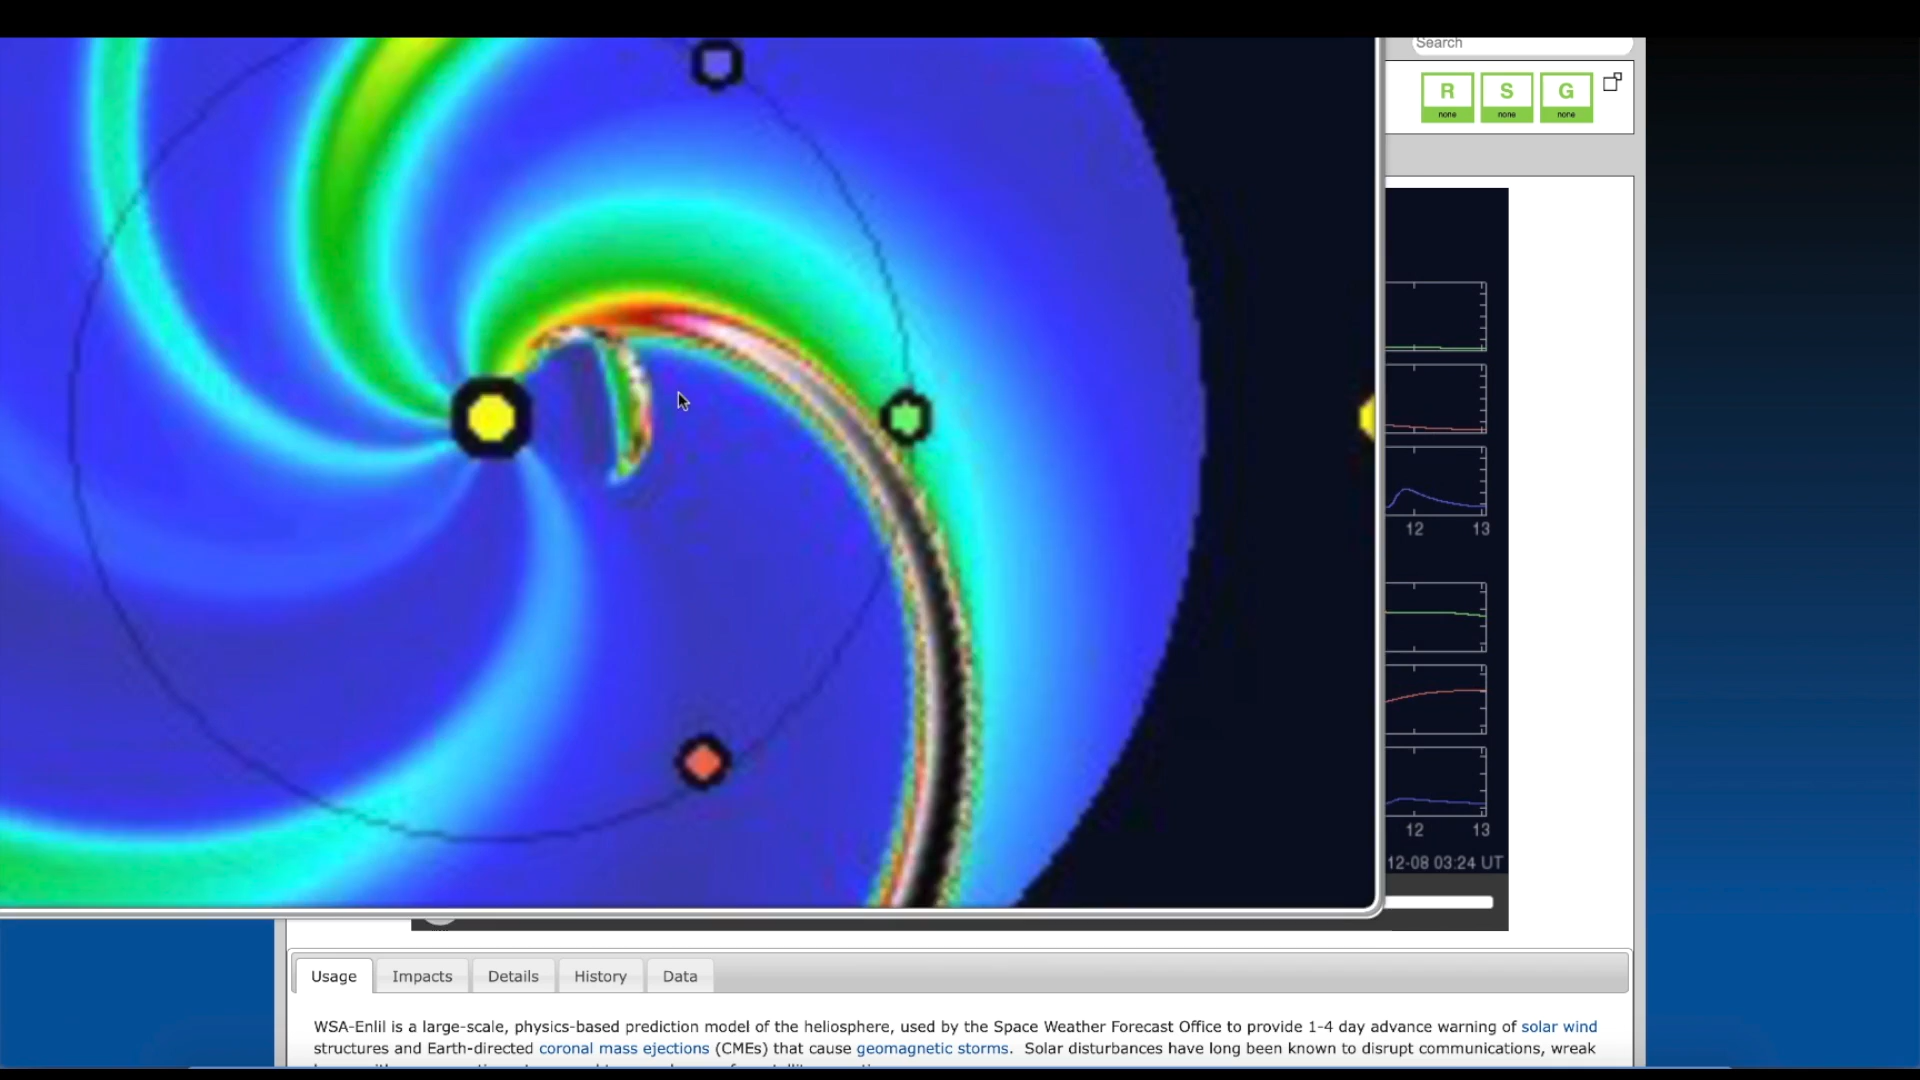 Search
R S G
none none none
12 13
12 13
12-08 03:24 UT
Usage Impacts Details History Data
WSA-Enlil is a large-scale, physics-based prediction model of the heliosphere, used by the Space Weather Forecast Office to provide 1-4 day advance warning of solar wind
structures and Earth-directed coronal mass ejections (CMEs) that cause geomagnetic storms.  Solar disturbances have long been known to disrupt communications, wreak